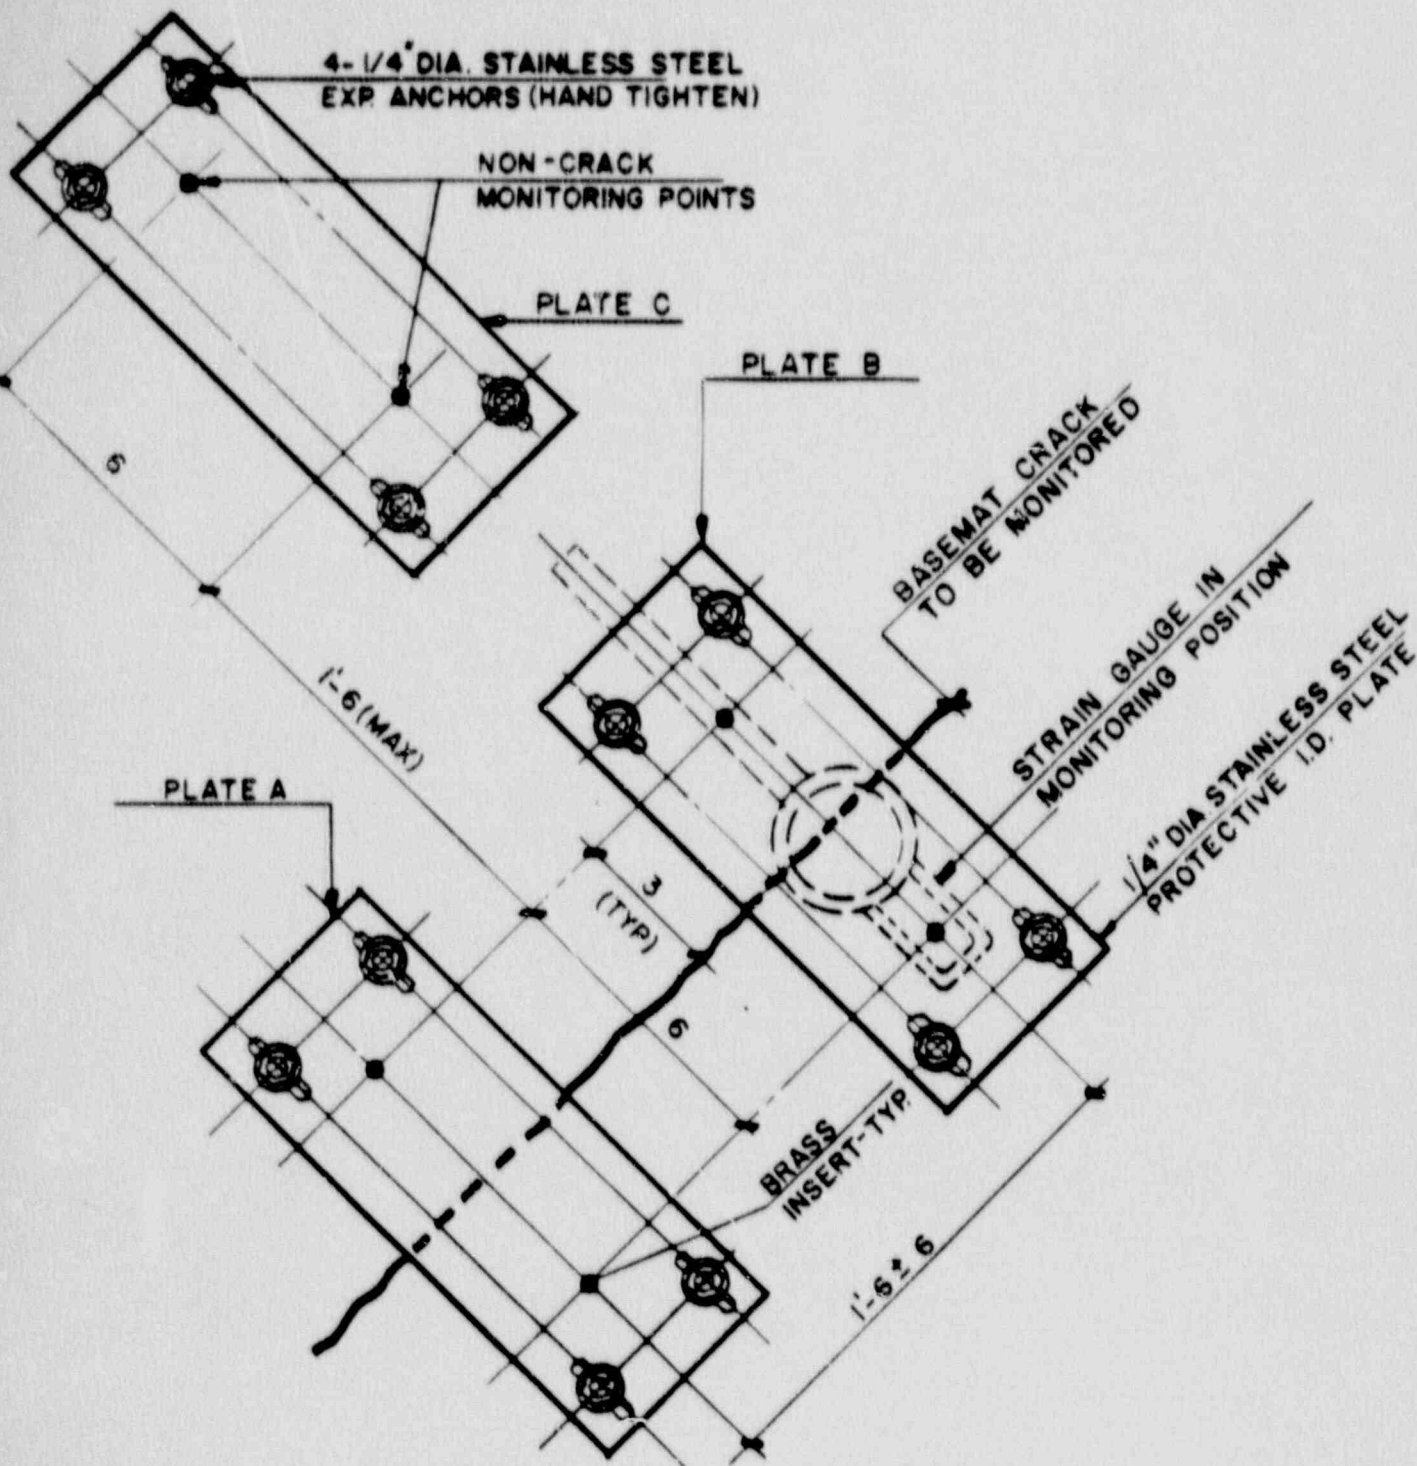 4-1/4" DIA. STAINLESS STEEL
EXP. ANCHORS (HAND TIGHTEN)
NON-CRACK
MONITORING POINTS
PLATE C
PLATE B
BASEMAT CRACK
TO BE MONITORED
6
STRAIN GAUGE IN
MONITORING POSITION
1/4" DIA STAINLESS STEEL
PROTECTIVE I.D. PLATE
1'-6 (MAX)
PLATE A
3
(TYP)
6
BRASS
INSERT-TYP.
1'-6 ± 6